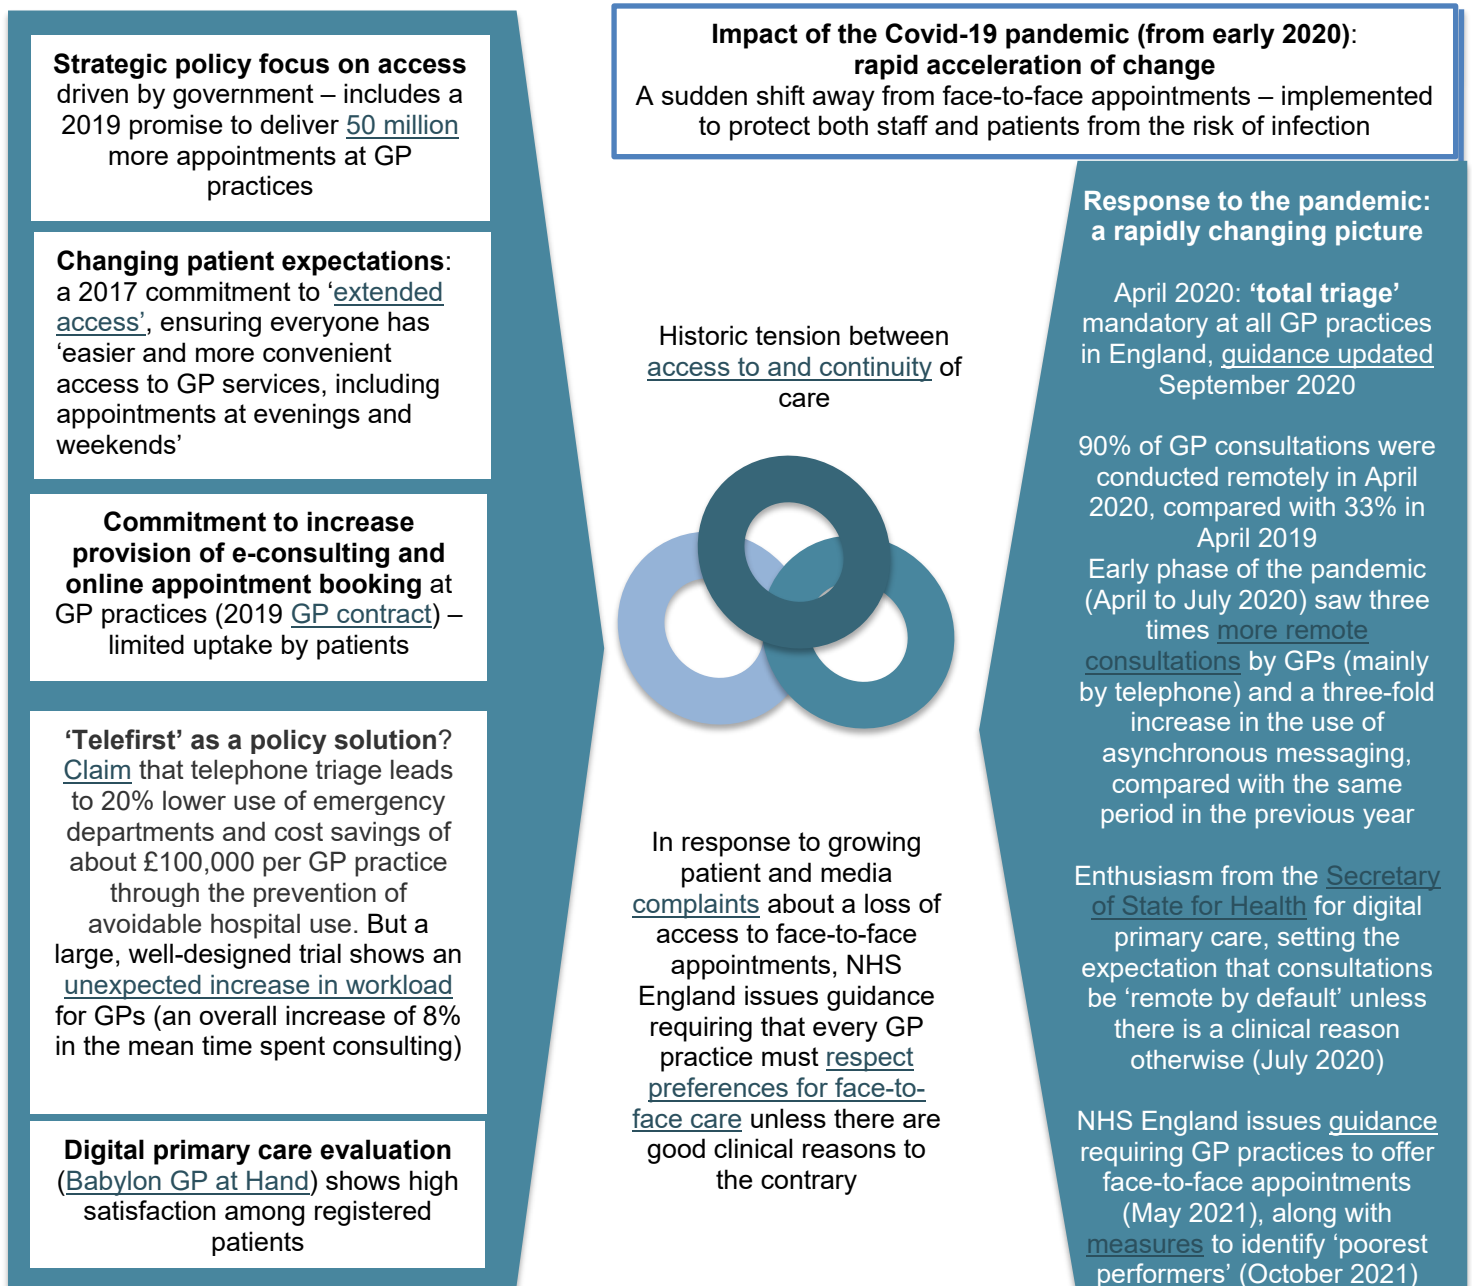 Strategic policy focus on access
driven by government – includes a
2019 promise to deliver 50 million
more appointments at GP
practices
Changing patient expectations:
a 2017 commitment to ‘extended
access’, ensuring everyone has
‘easier and more convenient
access to GP services, including
appointments at evenings and
weekends’
Commitment to increase
provision of e-consulting and
online appointment booking at
GP practices (2019 GP contract) –
limited uptake by patients
‘Telefirst’ as a policy solution?
Claim that telephone triage leads
to 20% lower use of emergency
departments and cost savings of
about £100,000 per GP practice
through the prevention of
avoidable hospital use. But a
large, well-designed trial shows an
unexpected increase in workload
for GPs (an overall increase of 8%
in the mean time spent consulting)
Digital primary care evaluation
(Babylon GP at Hand) shows high
satisfaction among registered
patients
Impact of the Covid-19 pandemic (from early 2020):
rapid acceleration of change
A sudden shift away from face-to-face appointments – implemented
to protect both staff and patients from the risk of infection
Historic tension between
access to and continuity of
care
In response to growing
patient and media
complaints about a loss of
access to face-to-face
appointments, NHS
England issues guidance
requiring that every GP
practice must respect
preferences for face-to-
face care unless there are
good clinical reasons to
the contrary
Response to the pandemic:
a rapidly changing picture
April 2020: ‘total triage’
mandatory at all GP practices
in England, guidance updated
September 2020
90% of GP consultations were
conducted remotely in April
2020, compared with 33% in
April 2019
Early phase of the pandemic
(April to July 2020) saw three
times more remote
consultations by GPs (mainly
by telephone) and a three-fold
increase in the use of
asynchronous messaging,
compared with the same
period in the previous year
Enthusiasm from the Secretary
of State for Health for digital
primary care, setting the
expectation that consultations
be ‘remote by default’ unless
there is a clinical reason
otherwise (July 2020)
NHS England issues guidance
requiring GP practices to offer
face-to-face appointments
(May 2021), along with
measures to identify ‘poorest
performers’ (October 2021)